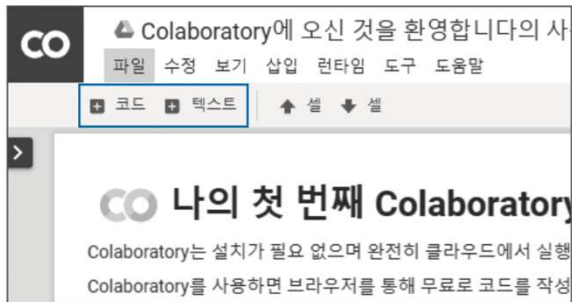 CO
Colaboratory에 오신 것을 환영합니다의 사
파일 수정 보기 삽입 런타임 도구 도움말
코드 텍스트 셀 셀
CO 나의 첫 번째 Colaboratory
Colaboratory는 설치가 필요 없으며 완전히 클라우드에서 실행
Colaboratory를 사용하면 브라우저를 통해 무료로 코드를 작성